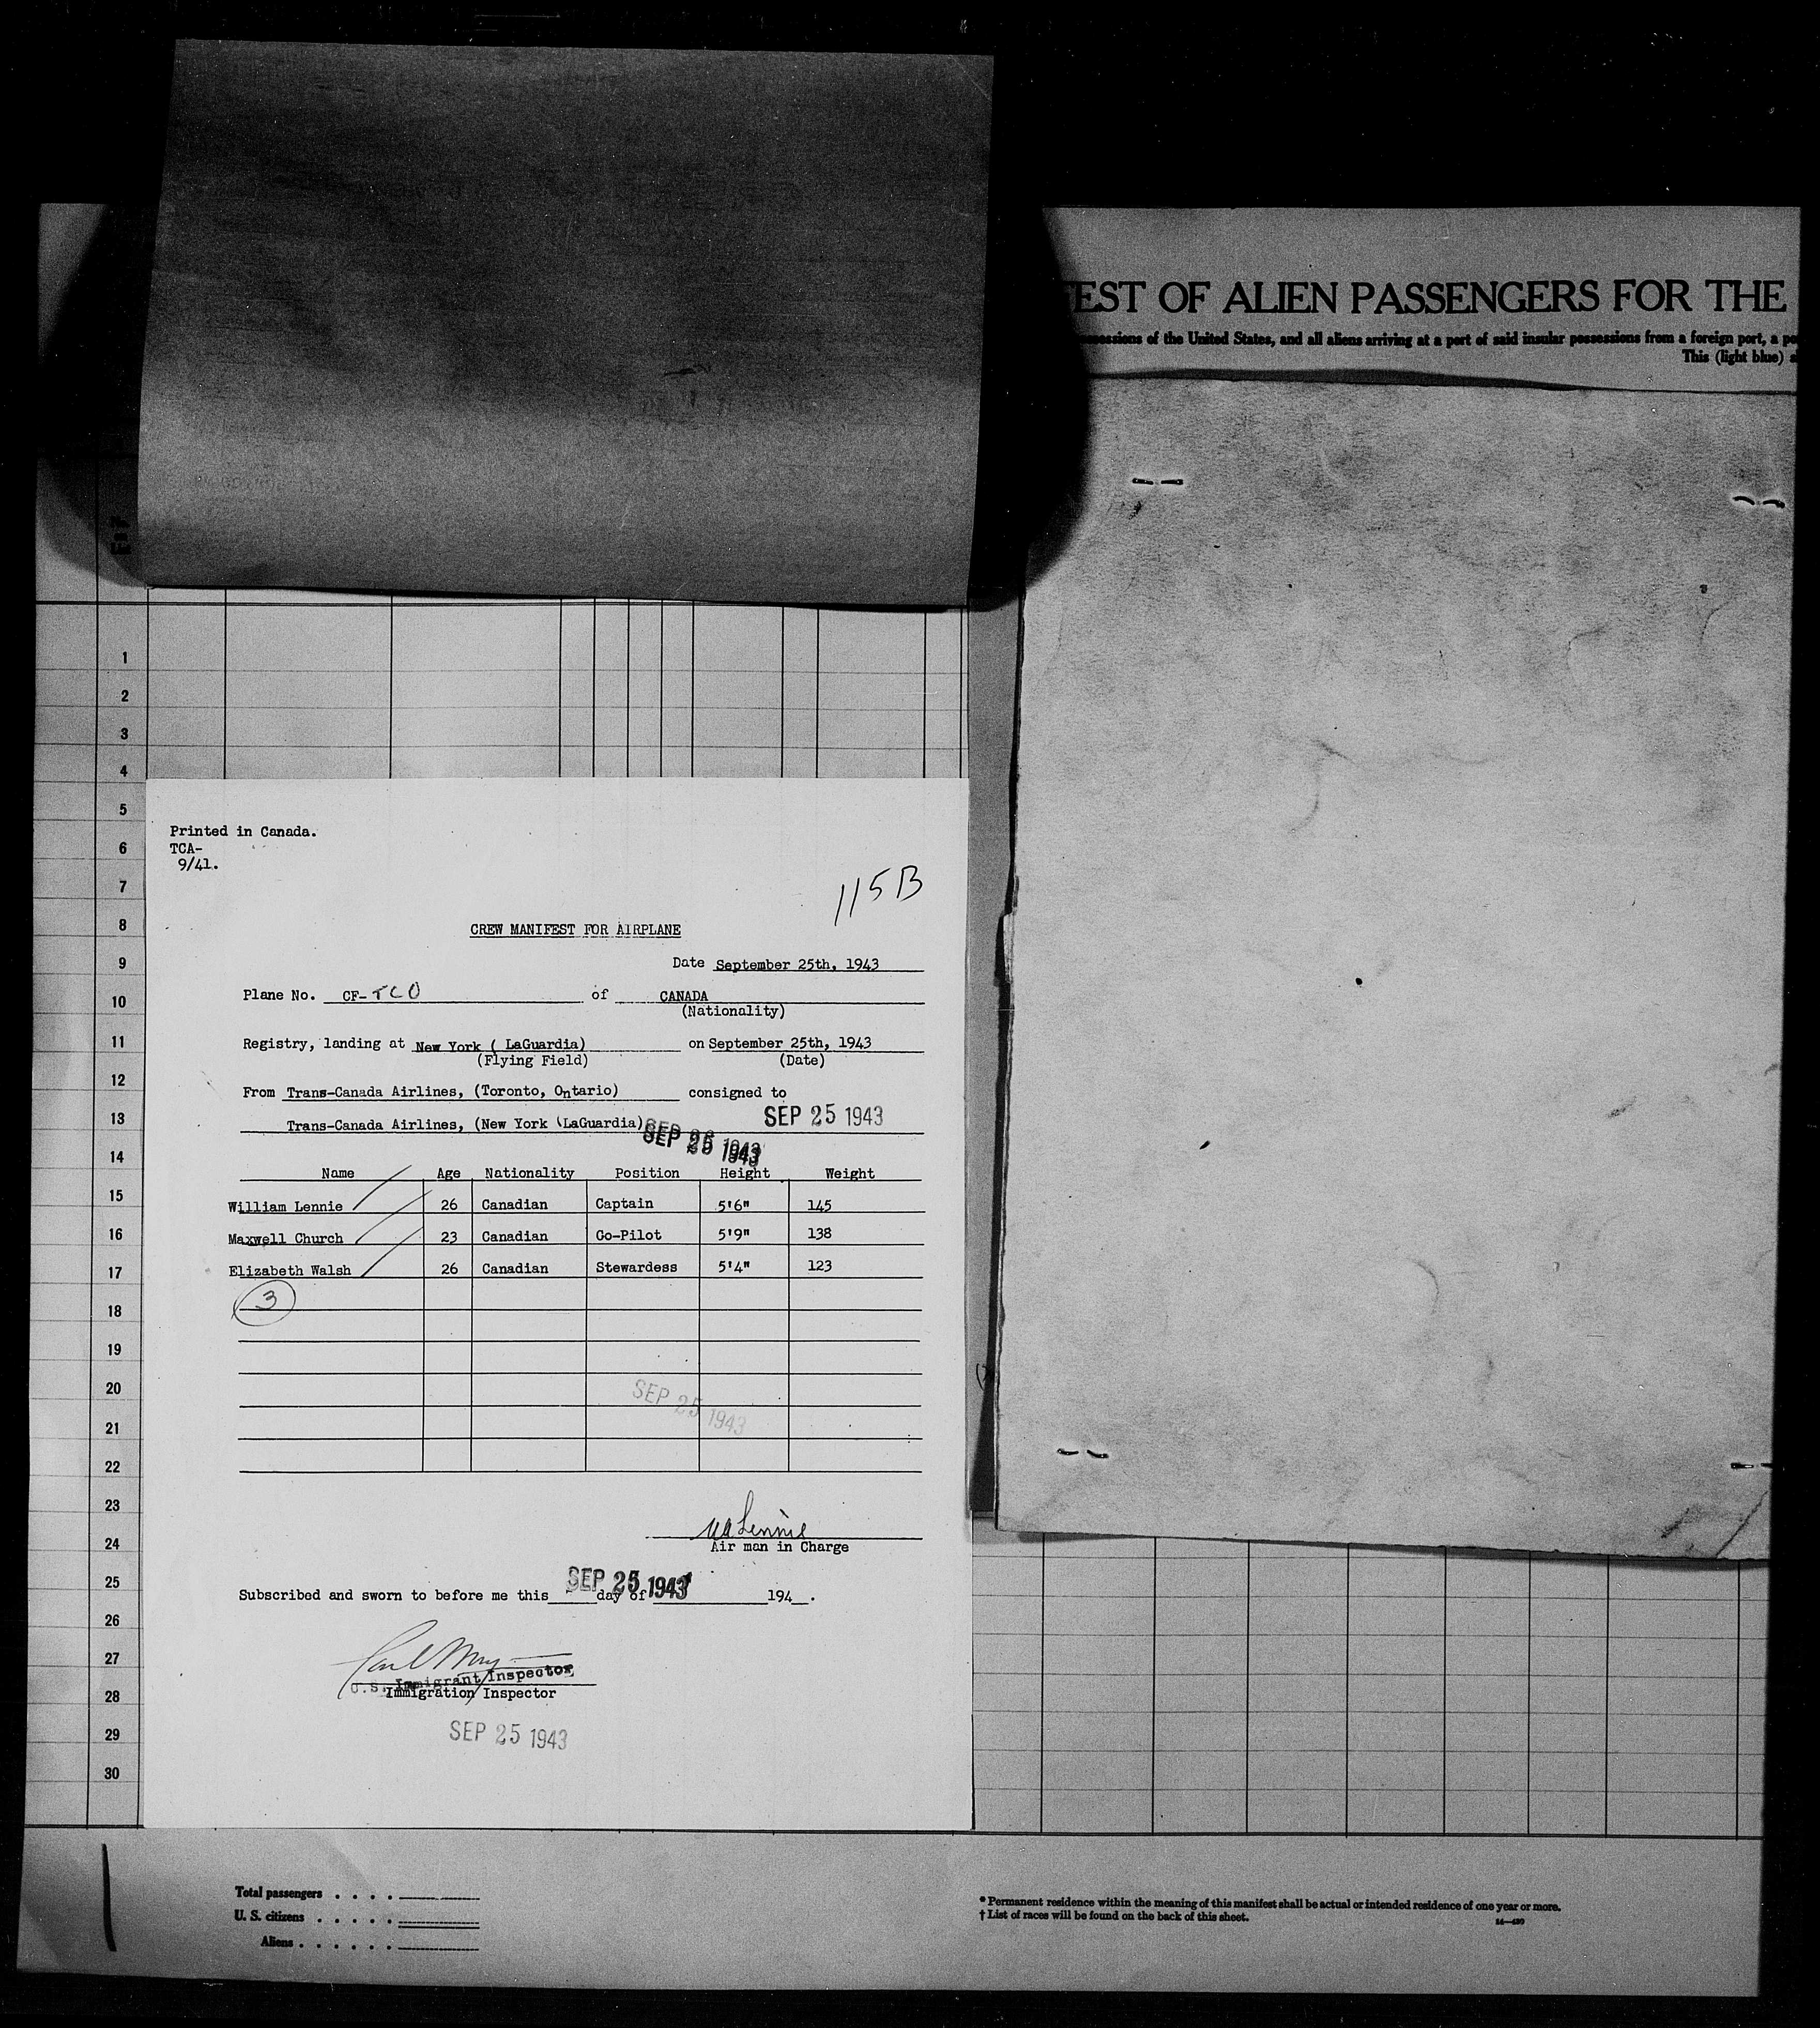 EST OF ALIEN PASSENGERS FOR THE
of the United States, and all aliens arriving at a port of said insular possessions from a foreign port, a
This (light blue)
1
2
3
4
5
6
7
8
9
10
11
12
13
14
15
16
17
18
19
20
21
22
23
24
25
26
27
28
29
30
Printed in Canada.
TCA-
9/41.
115B
CREW MANIFEST FOR AIRPLANE
Date September 25th, 1943
Plane No. CF-TCO of CANADA
(Nationality)
Registry, landing at New York ( LaGuardia) on September 25th, 1943
(Flying Field) (Date)
From Trans-Canada Airlines, (Toronto, Ontario) consigned to
Trans-Canada Airlines, (New York (LaGuardia) SEP 25 1943
SEP 25 1943
Name Age Nationality Position Height Weight
William Lennie 26 Canadian Captain 5'6" 145
Maxwell Church 23 Canadian Co-Pilot 5'9" 138
Elizabeth Walsh 26 Canadian Stewardess 5'4" 123
3
SEP 25 1943
WA Lennie
Air man in Charge
SEP 25 1943
Subscribed and sworn to before me this day of 194 .
U.S. Immigrant Inspector
Immigration Inspector
SEP 25 1943
Total passengers . . . .
U. S. citizens . . . . .
Aliens . . . . . .
* Permanent residence within the meaning of this manifest shall be actual or intended residence of one year or more.
† List of races will be found on the back of this sheet.